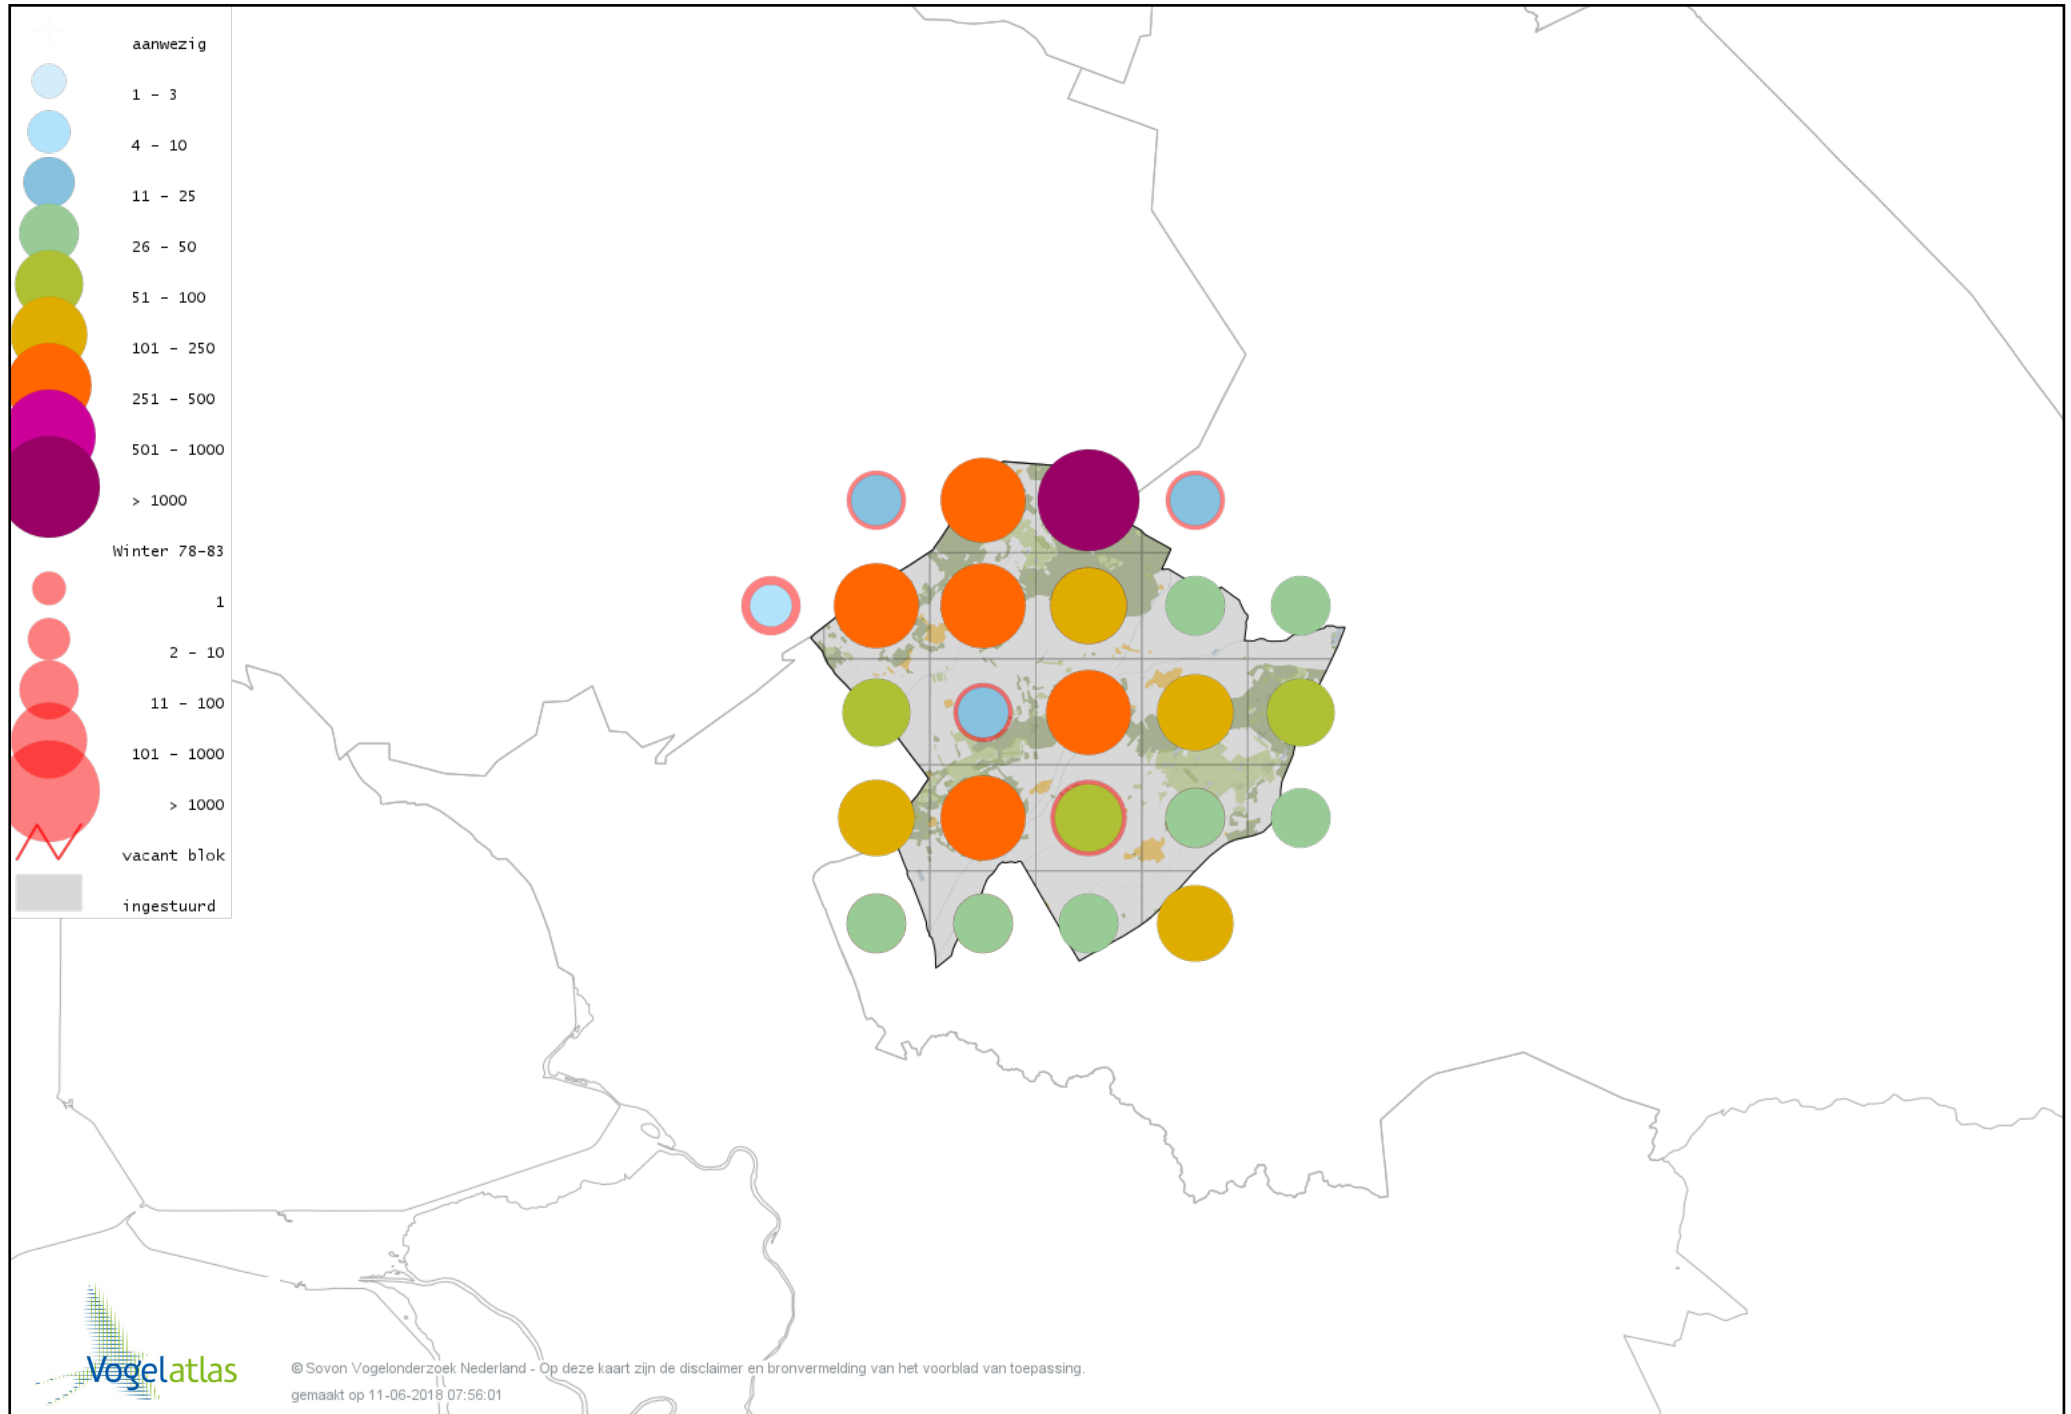 aanwezig
1 – 3
4 – 10
11 – 25
26 – 50
51 – 100
101 – 250
251 – 500
501 – 1000
> 1000
Winter 78-83
1
2 – 10
11 – 100
101 – 1000
> 1000
vacant blok
ingestuurd
Vogelatlas
© Sovon Vogelonderzoek Nederland - Op deze kaart zijn de disclaimer en bronvermelding van het voorblad van toepassing.
gemaakt op 11-06-2018 07:56:01